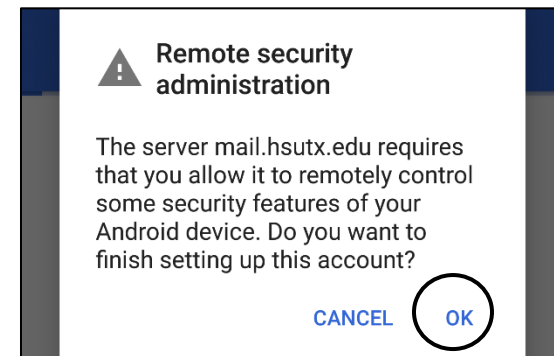 Remote security
administration
The server mail.hsutx.edu requires
that you allow it to remotely control
some security features of your
Android device. Do you want to
finish setting up this account?
CANCEL OK